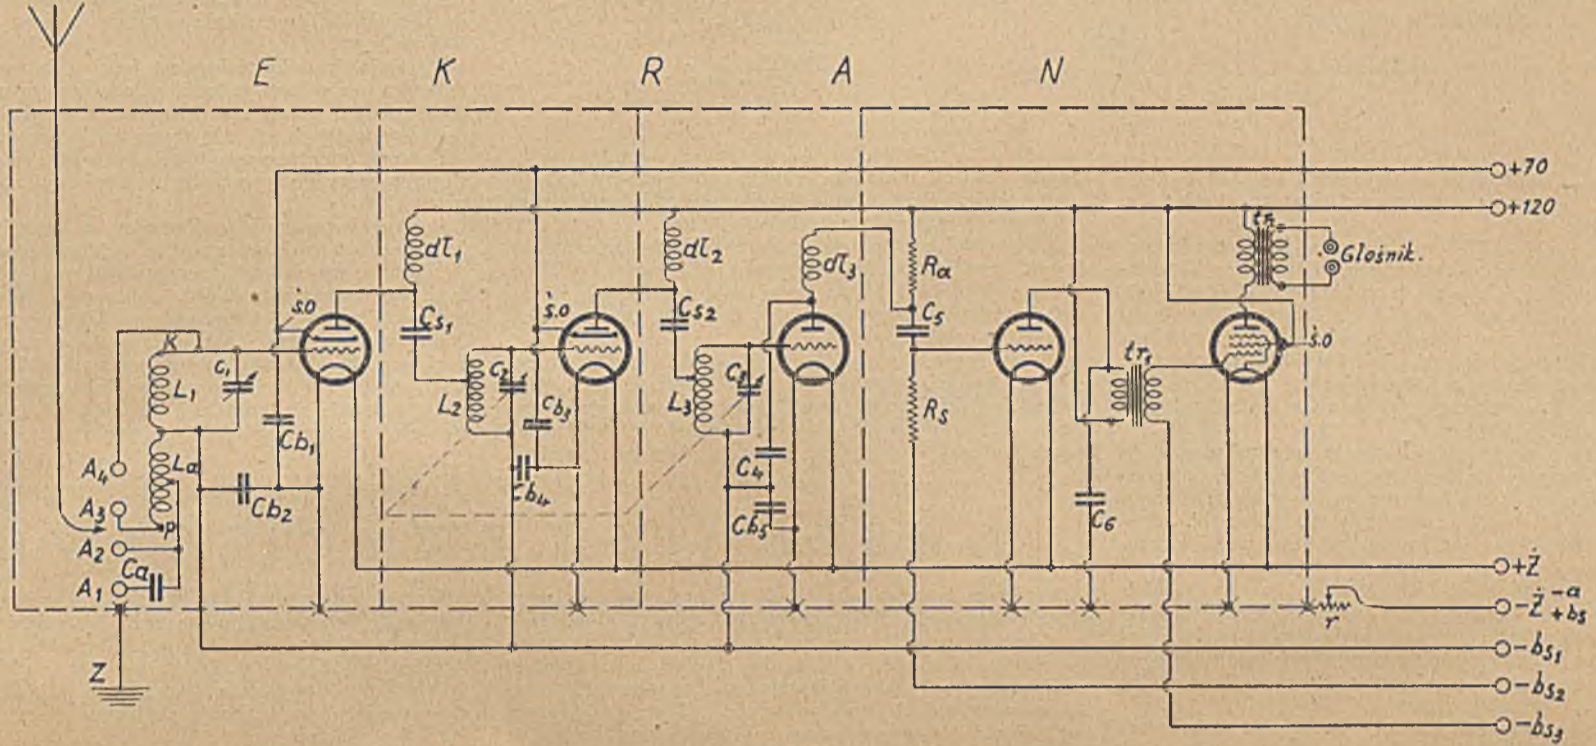 E K R A N
+70
+120
dł₁
dł₂
dł₃
Ra
tr₂
Głośnik.
ś.o
Cs₁
ś.o
Cs2
C5
ś.o
K
L₁
C₁
L2
C₂
L₃
C₃
tr₁
Cb₁
Cb₃
Rs
A₄
La
C₄
A₃
p
Cb₂
Cb₄
Cb₅
C6
A₂
Ca
A₁
+Ż
-Ż -a +bs
r
-bs₁
Z
-bs2
-bs₃